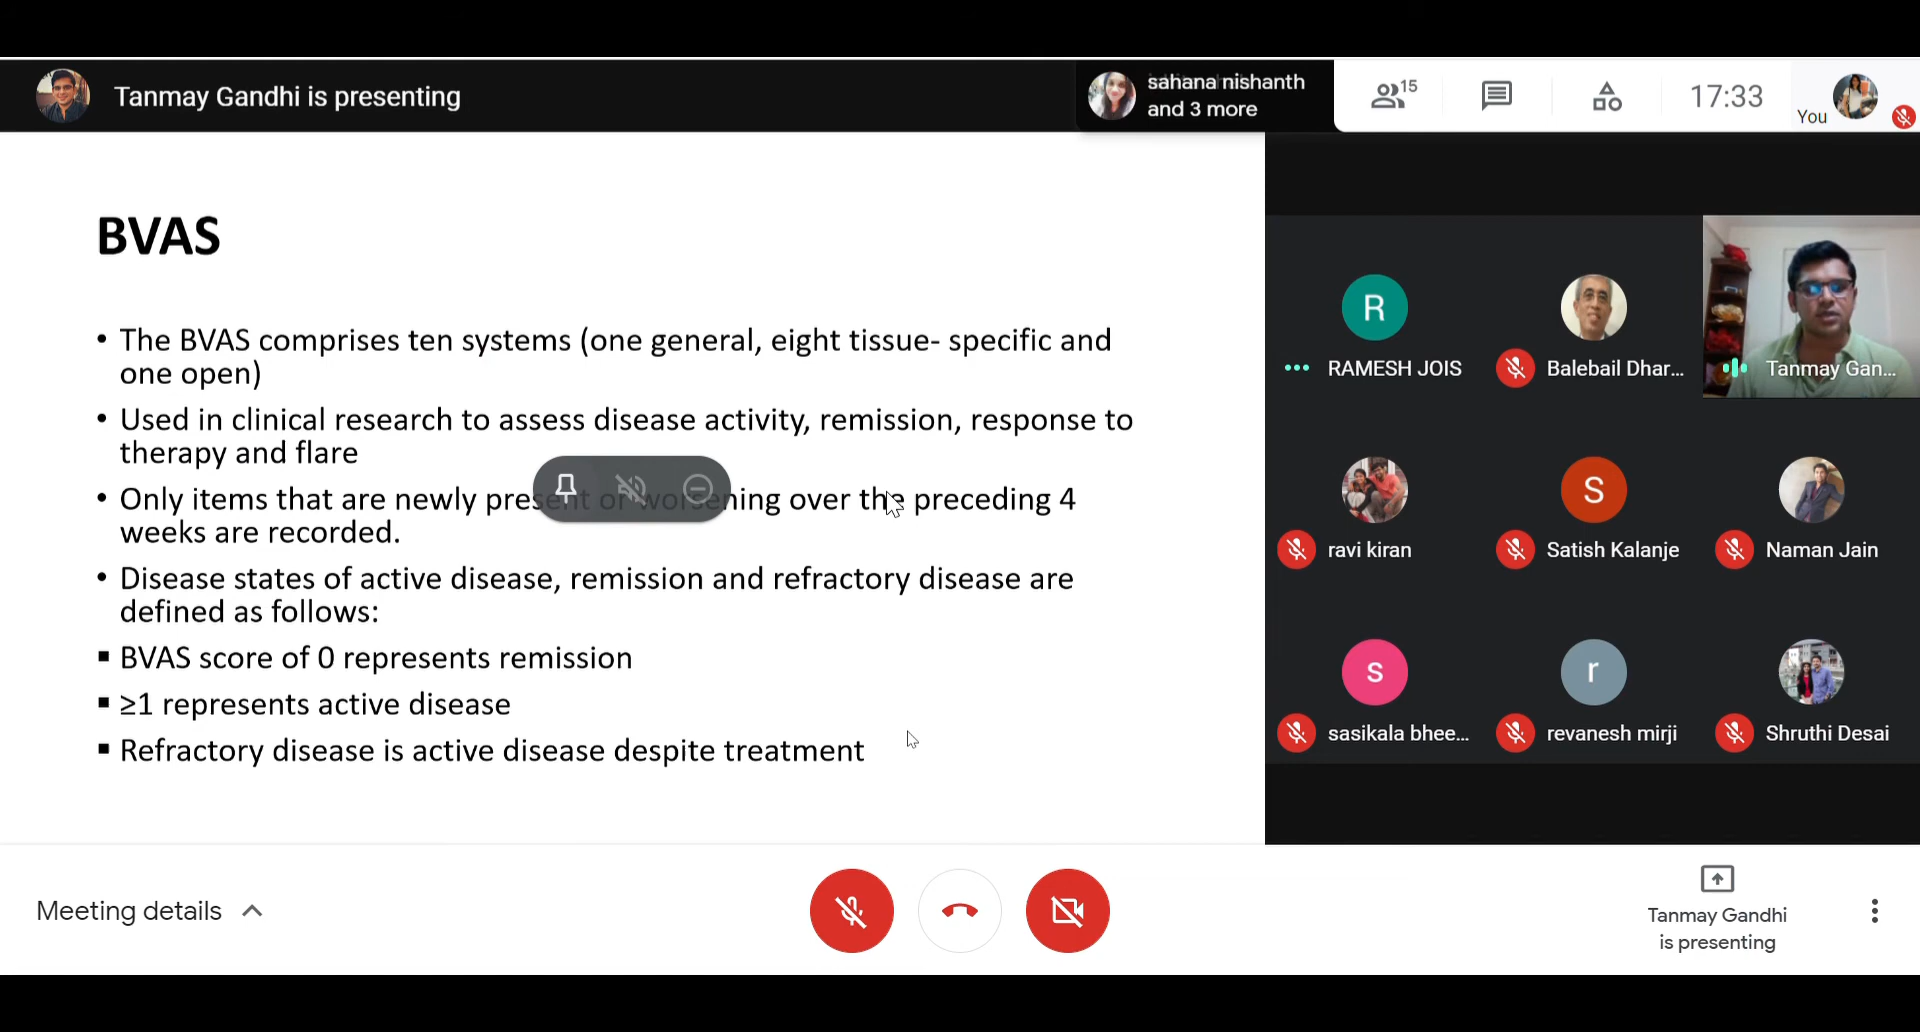 Tanmay Gandhi is presenting
sahana nishanth
and 3 more
15
17:33
You
BVAS
• The BVAS comprises ten systems (one general, eight tissue- specific and
one open)
• Used in clinical research to assess disease activity, remission, response to
therapy and flare
• Only items that are newly present or worsening over the preceding 4
weeks are recorded.
• Disease states of active disease, remission and refractory disease are
defined as follows:
▪ BVAS score of 0 represents remission
▪ ≥1 represents active disease
▪ Refractory disease is active disease despite treatment
R
RAMESH JOIS
Balebail Dhar...
Tanmay Gan...
S
ravi kiran
Satish Kalanje
Naman Jain
s
r
sasikala bhee...
revanesh mirji
Shruthi Desai
Meeting details
Tanmay Gandhi
is presenting